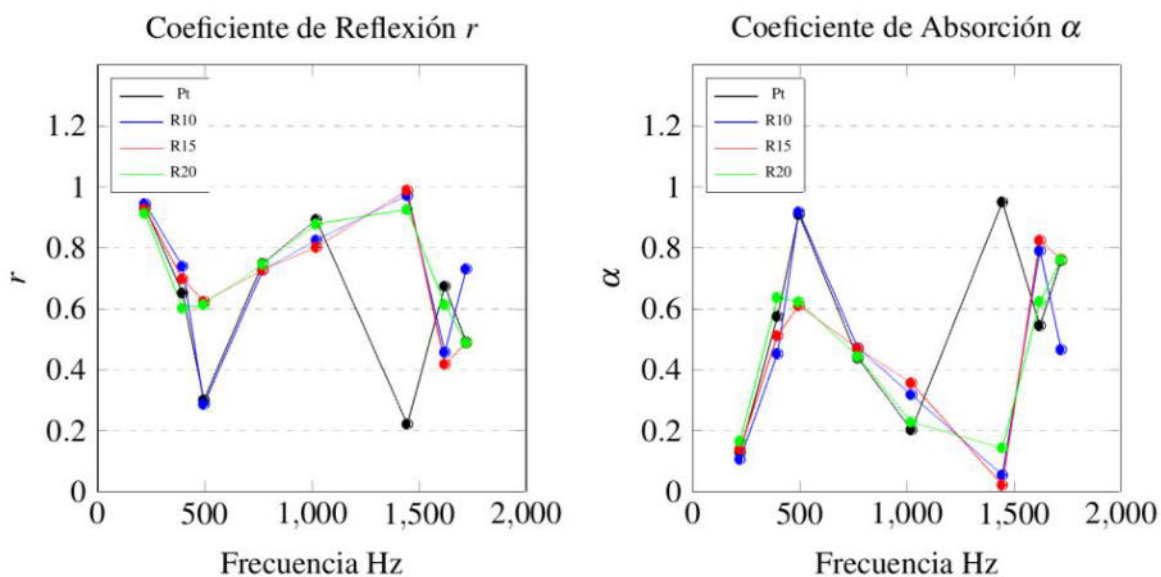 Coeficiente de Reflexión r
Pt
R10
R15
R20
1.2
1
0.8
0.6
0.4
0.2
0
r
0
500
1,000
1,500
2,000
Frecuencia Hz
Coeficiente de Absorción α
Pt
R10
R15
R20
1.2
1
0.8
0.6
0.4
0.2
0
α
0
500
1,000
1,500
2,000
Frecuencia Hz